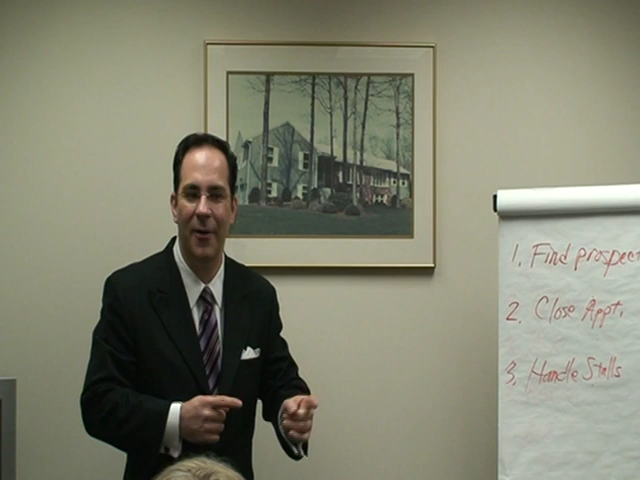 1. Find prospect
2. Close Appt.
3. Handle Stalls